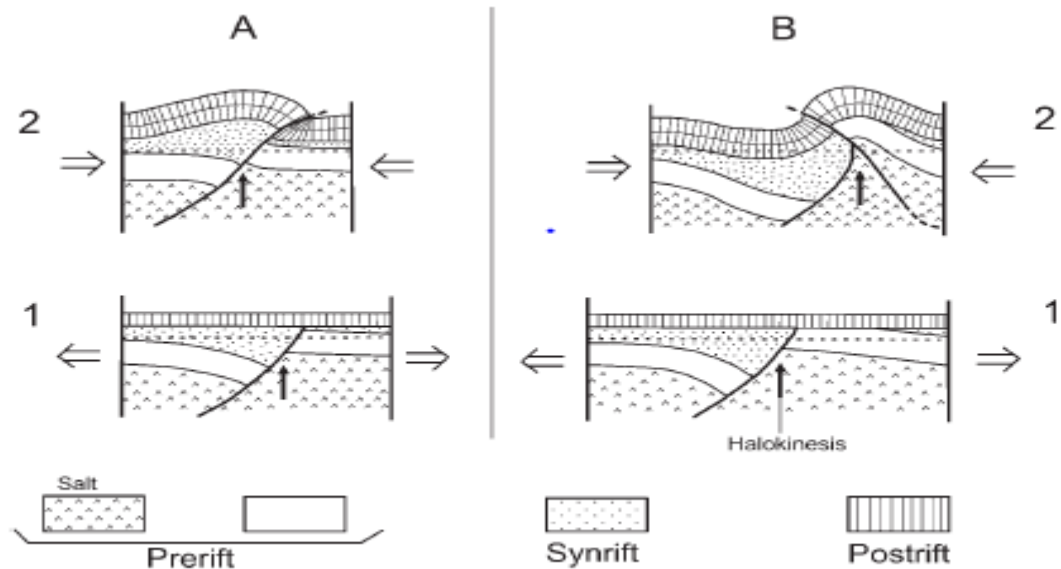 A
B
2
2
1
1
Halokinesis
Salt
Prerift
Synrift
Postrift